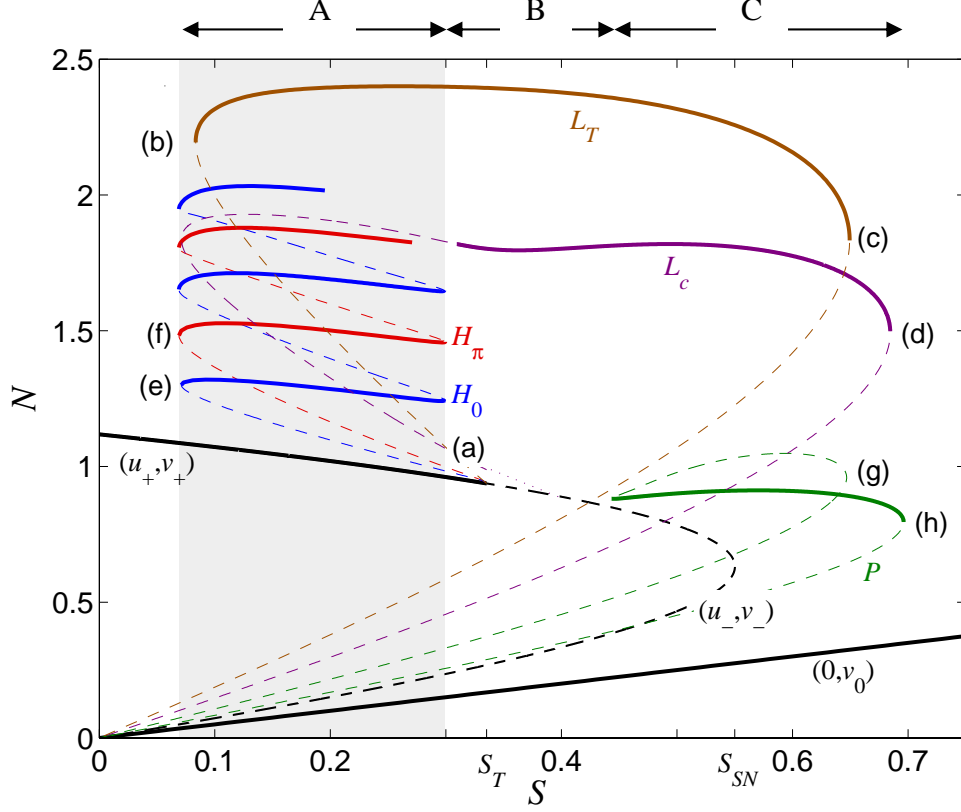 A B C
2.5
L_T
(b)
2
(c)
L_c
1.5
(f)
H_π
(d)
(e)
H_0
N
(a)
1
(u_+,v_+)
(g)
(h)
P
0.5
(u_−,v_−)
(0,v_0)
0
0 0.1 0.2 S_T 0.4 S_SN 0.6 0.7
S